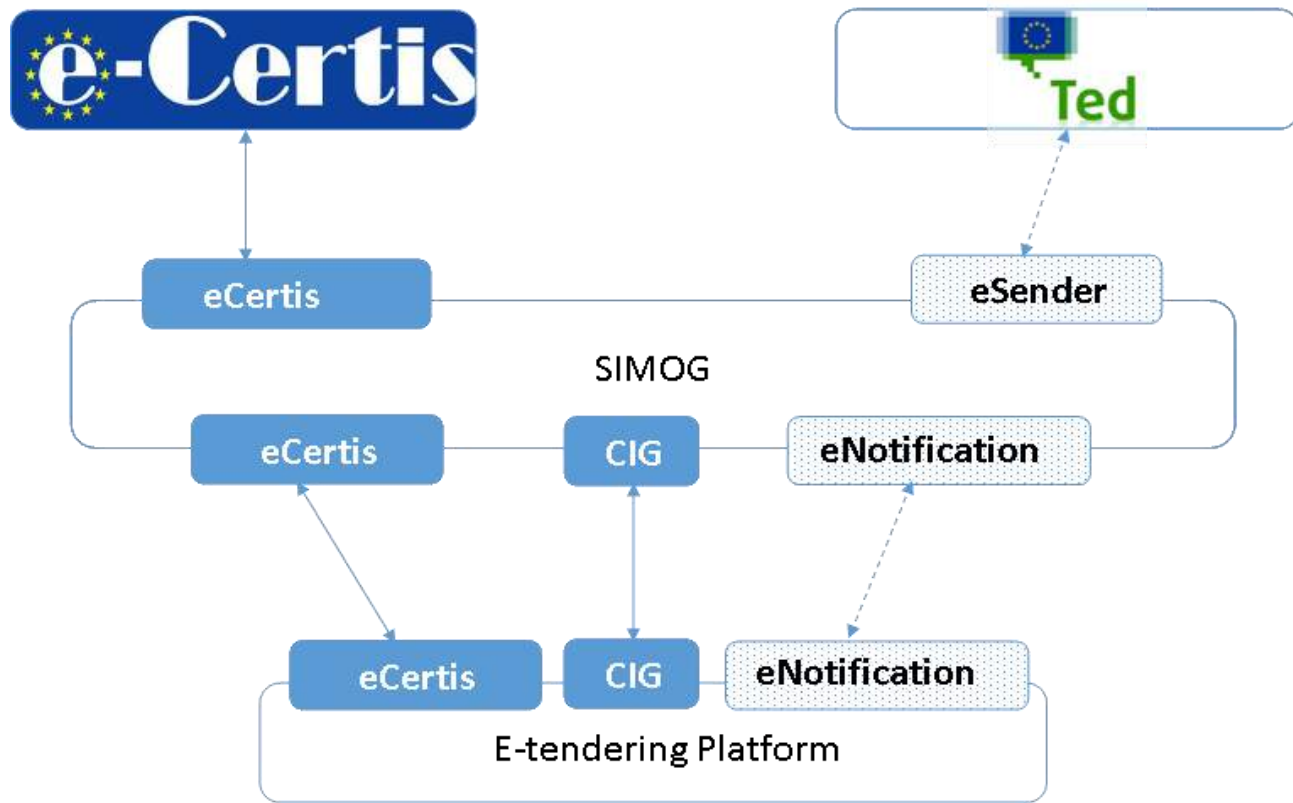 e-Certis
Ted
eCertis
eSender
SIMOG
eCertis
CIG
eNotification
eCertis
CIG
eNotification
E-tendering Platform